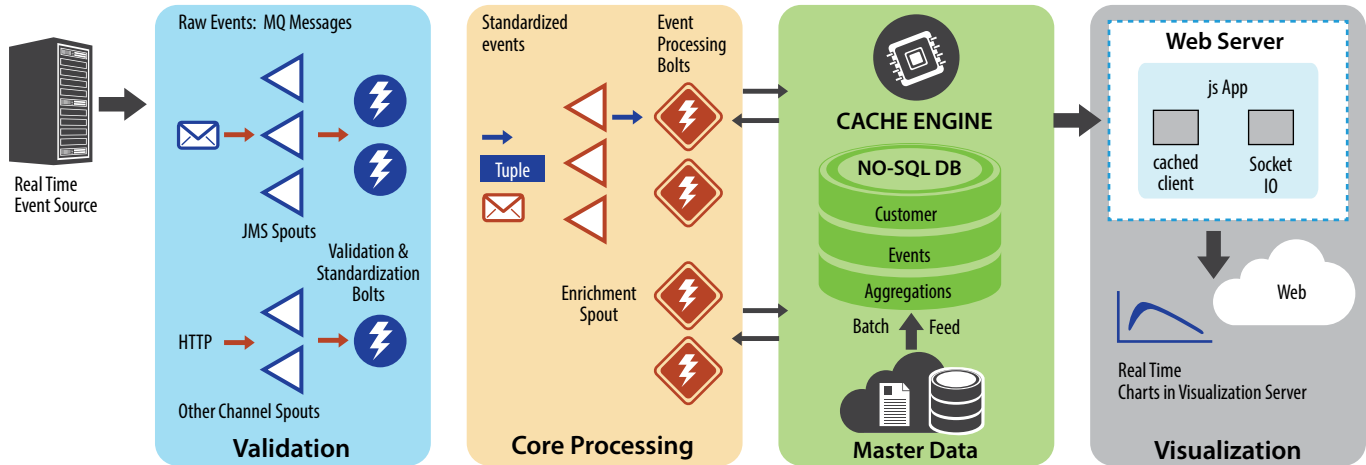 Real Time
Event Source
Raw Events: MQ Messages
JMS Spouts
Validation &
Standardization
Bolts
HTTP
Other Channel Spouts
Validation
Standardized
events
Event
Processing
Bolts
Tuple
Enrichment
Spout
Core Processing
CACHE ENGINE
NO-SQL DB
Customer
Events
Aggregations
Batch Feed
Master Data
Web Server
js App
cached
client
Socket
IO
Web
Real Time
Charts in Visualization Server
Visualization